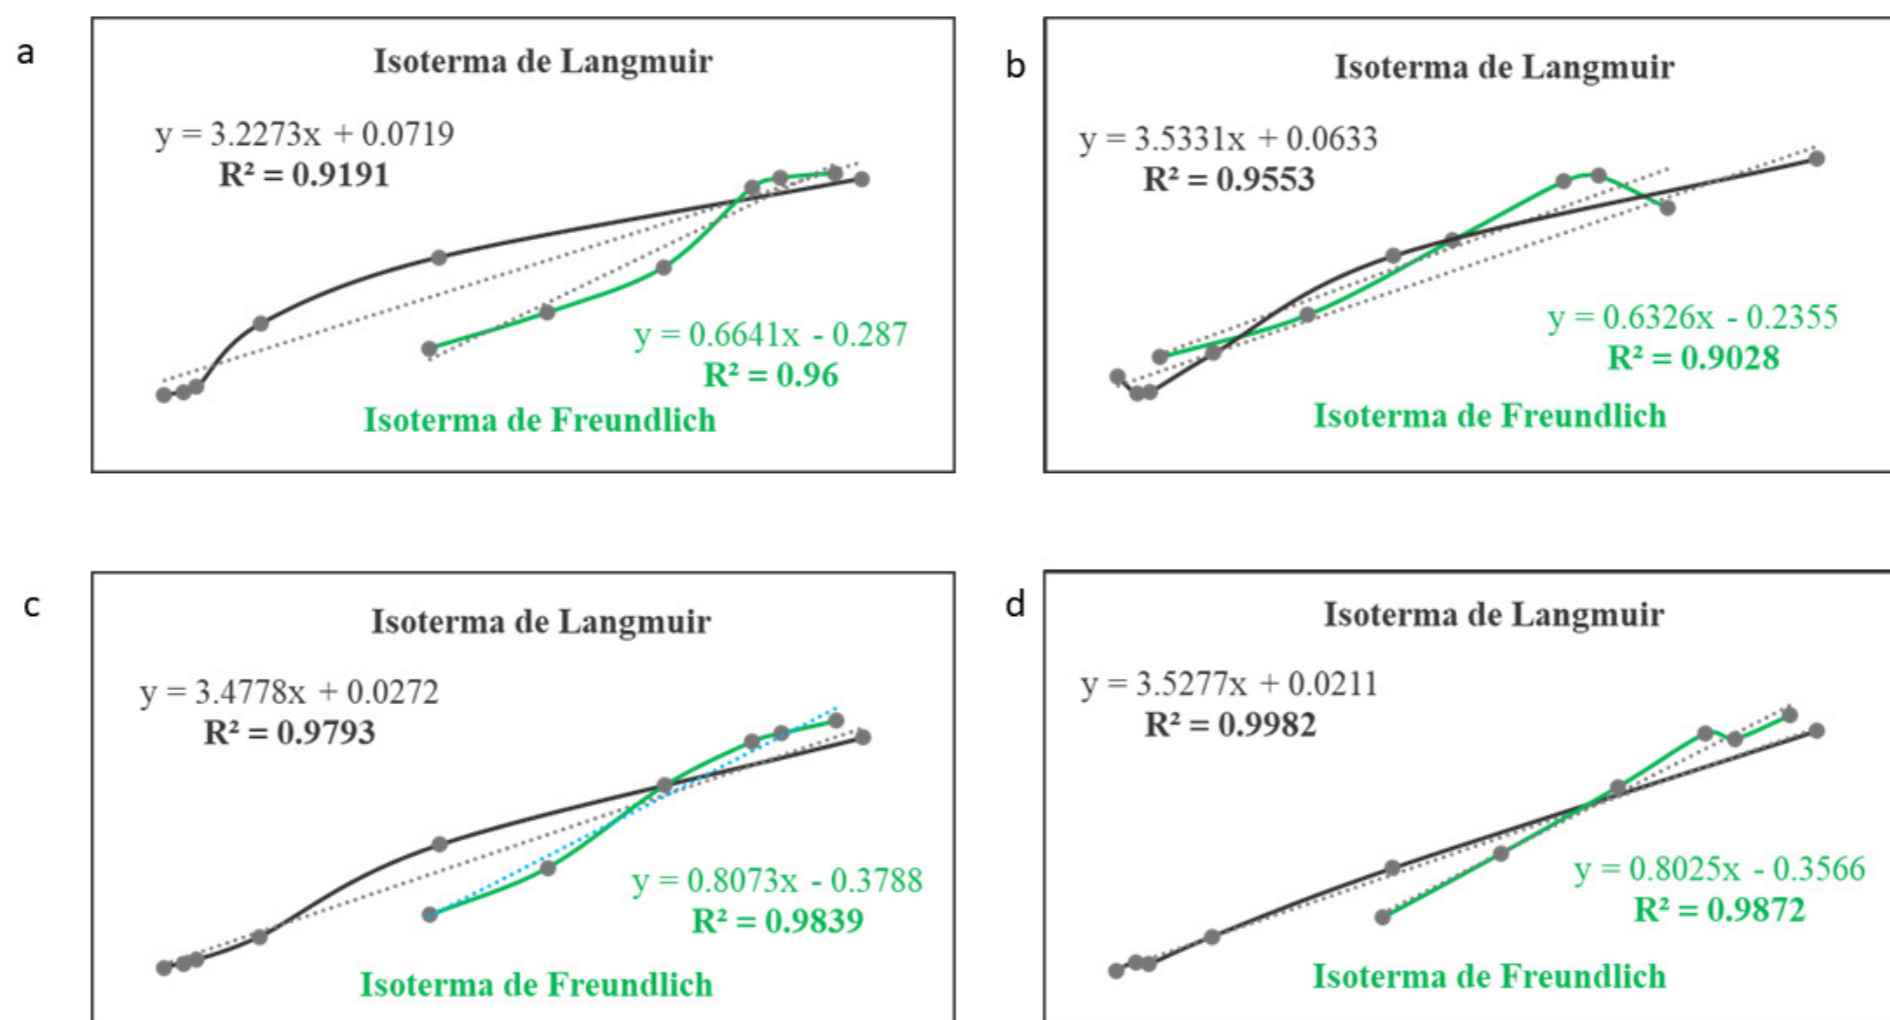 a
Isoterma de Langmuir
y = 3.2273x + 0.0719
R² = 0.9191
y = 0.6641x - 0.287
R² = 0.96
Isoterma de Freundlich
b
Isoterma de Langmuir
y = 3.5331x + 0.0633
R² = 0.9553
y = 0.6326x - 0.2355
R² = 0.9028
Isoterma de Freundlich
c
Isoterma de Langmuir
y = 3.4778x + 0.0272
R² = 0.9793
y = 0.8073x - 0.3788
R² = 0.9839
Isoterma de Freundlich
d
Isoterma de Langmuir
y = 3.5277x + 0.0211
R² = 0.9982
y = 0.8025x - 0.3566
R² = 0.9872
Isoterma de Freundlich